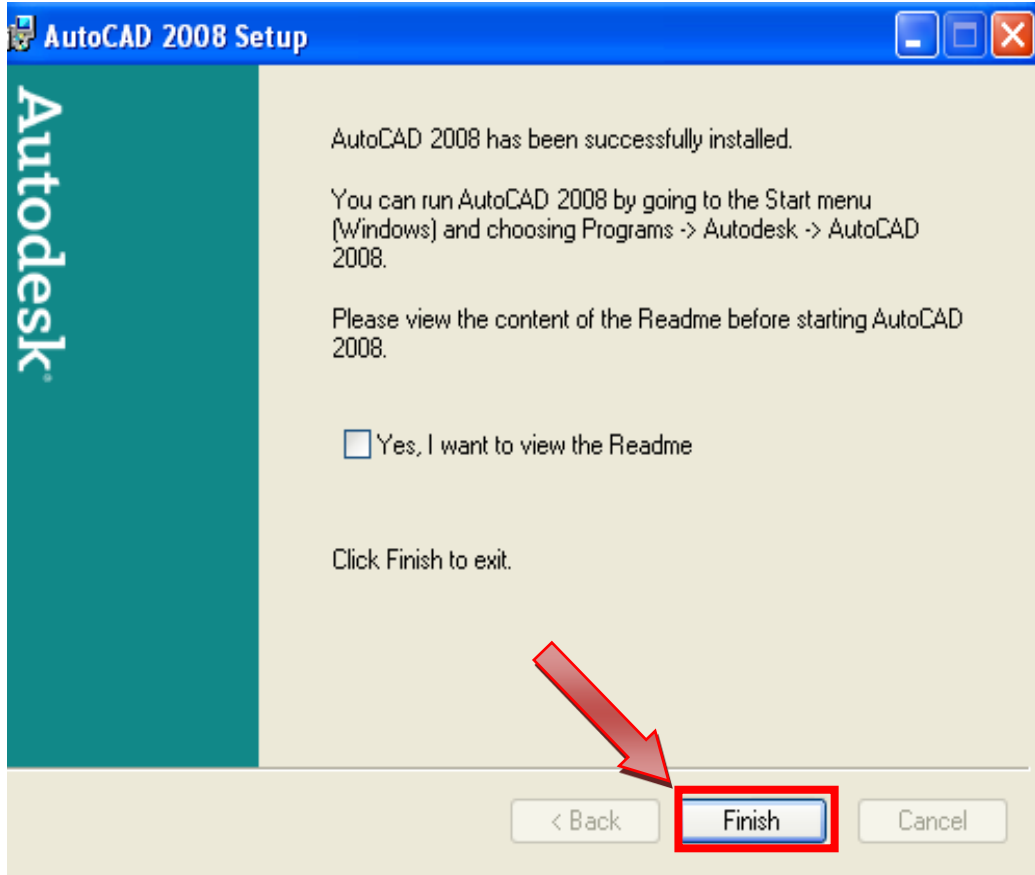 AutoCAD 2008 Setup
Autodesk
AutoCAD 2008 has been successfully installed.
You can run AutoCAD 2008 by going to the Start menu
(Windows) and choosing Programs -> Autodesk -> AutoCAD
2008.
Please view the content of the Readme before starting AutoCAD
2008.
Yes, I want to view the Readme
Click Finish to exit.
< Back
Finish
Cancel